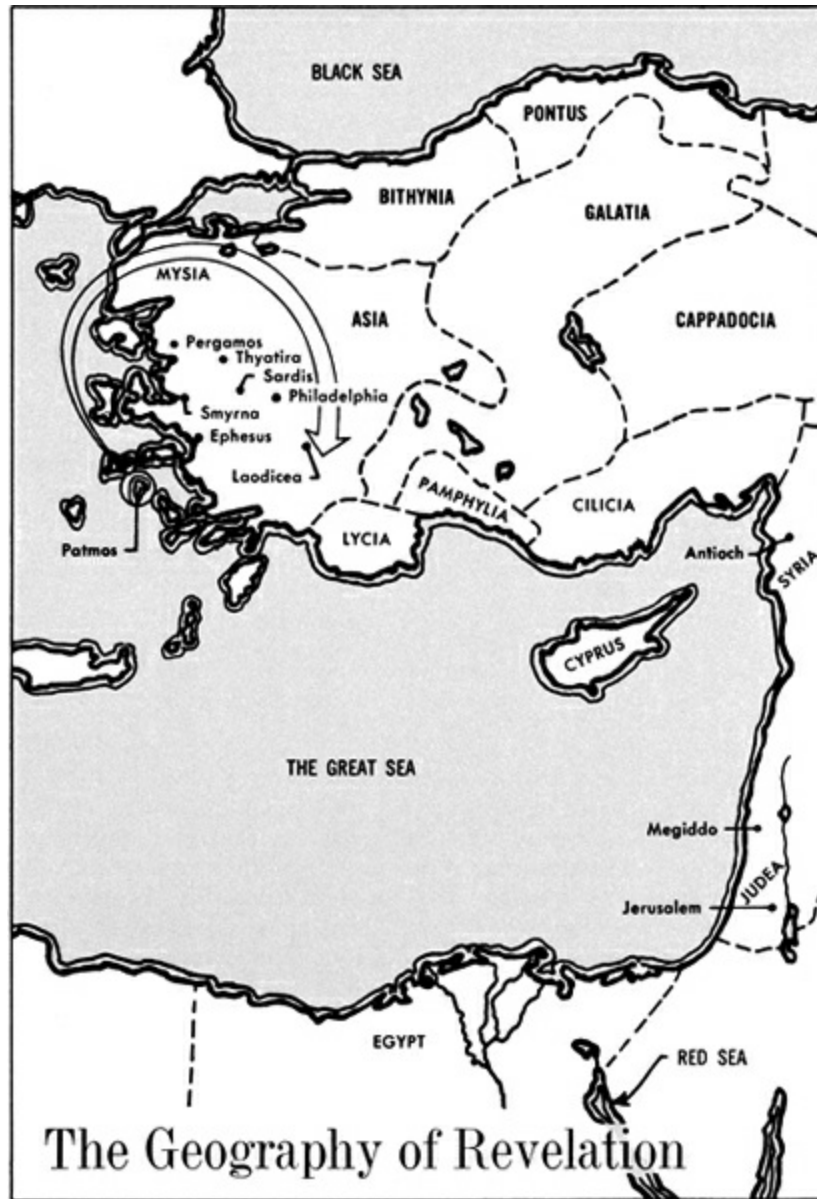 BLACK SEA
PONTUS
BITHYNIA
GALATIA
MYSIA
ASIA
CAPPADOCIA
Pergamos
Thyatira
Sardis
Philadelphia
Smyrna
Ephesus
Laodicea
PAMPHYLIA
CILICIA
LYCIA
Patmos
Antioch
SYRIA
CYPRUS
THE GREAT SEA
Megiddo
JUDEA
Jerusalem
EGYPT
RED SEA
The Geography of Revelation